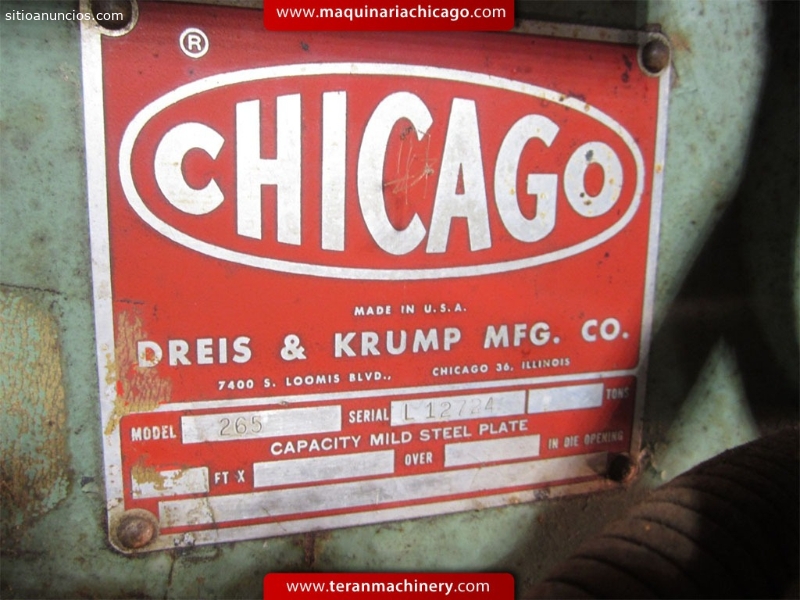 sitioanuncios.com
www.maquinariachicago.com
®
CHICAGO
MADE IN U.S.A.
DREIS & KRUMP MFG. CO.
7400 S. LOOMIS BLVD., CHICAGO 36, ILLINOIS
MODEL 265 SERIAL L 12724 TONS
CAPACITY MILD STEEL PLATE
FT X OVER IN DIE OPENING
www.teranmachinery.com